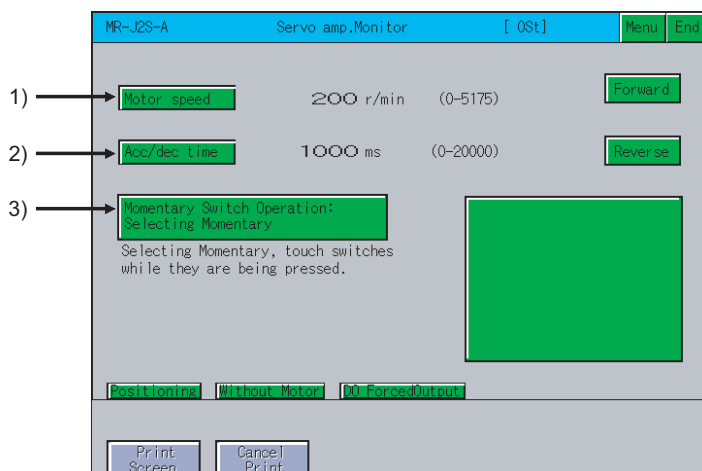 MR-J2S-A Servo amp.Monitor [ 0St] Menu End
1) Motor speed 200 r/min (0-5175) Forward
2) Acc/dec time 1000 ms (0-20000) Reverse
3) Momentary Switch Operation:
Selecting Momentary
Selecting Momentary, touch switches
while they are being pressed.
Positioning Without Motor DO ForcedOutput
Print Cancel
Screen Print